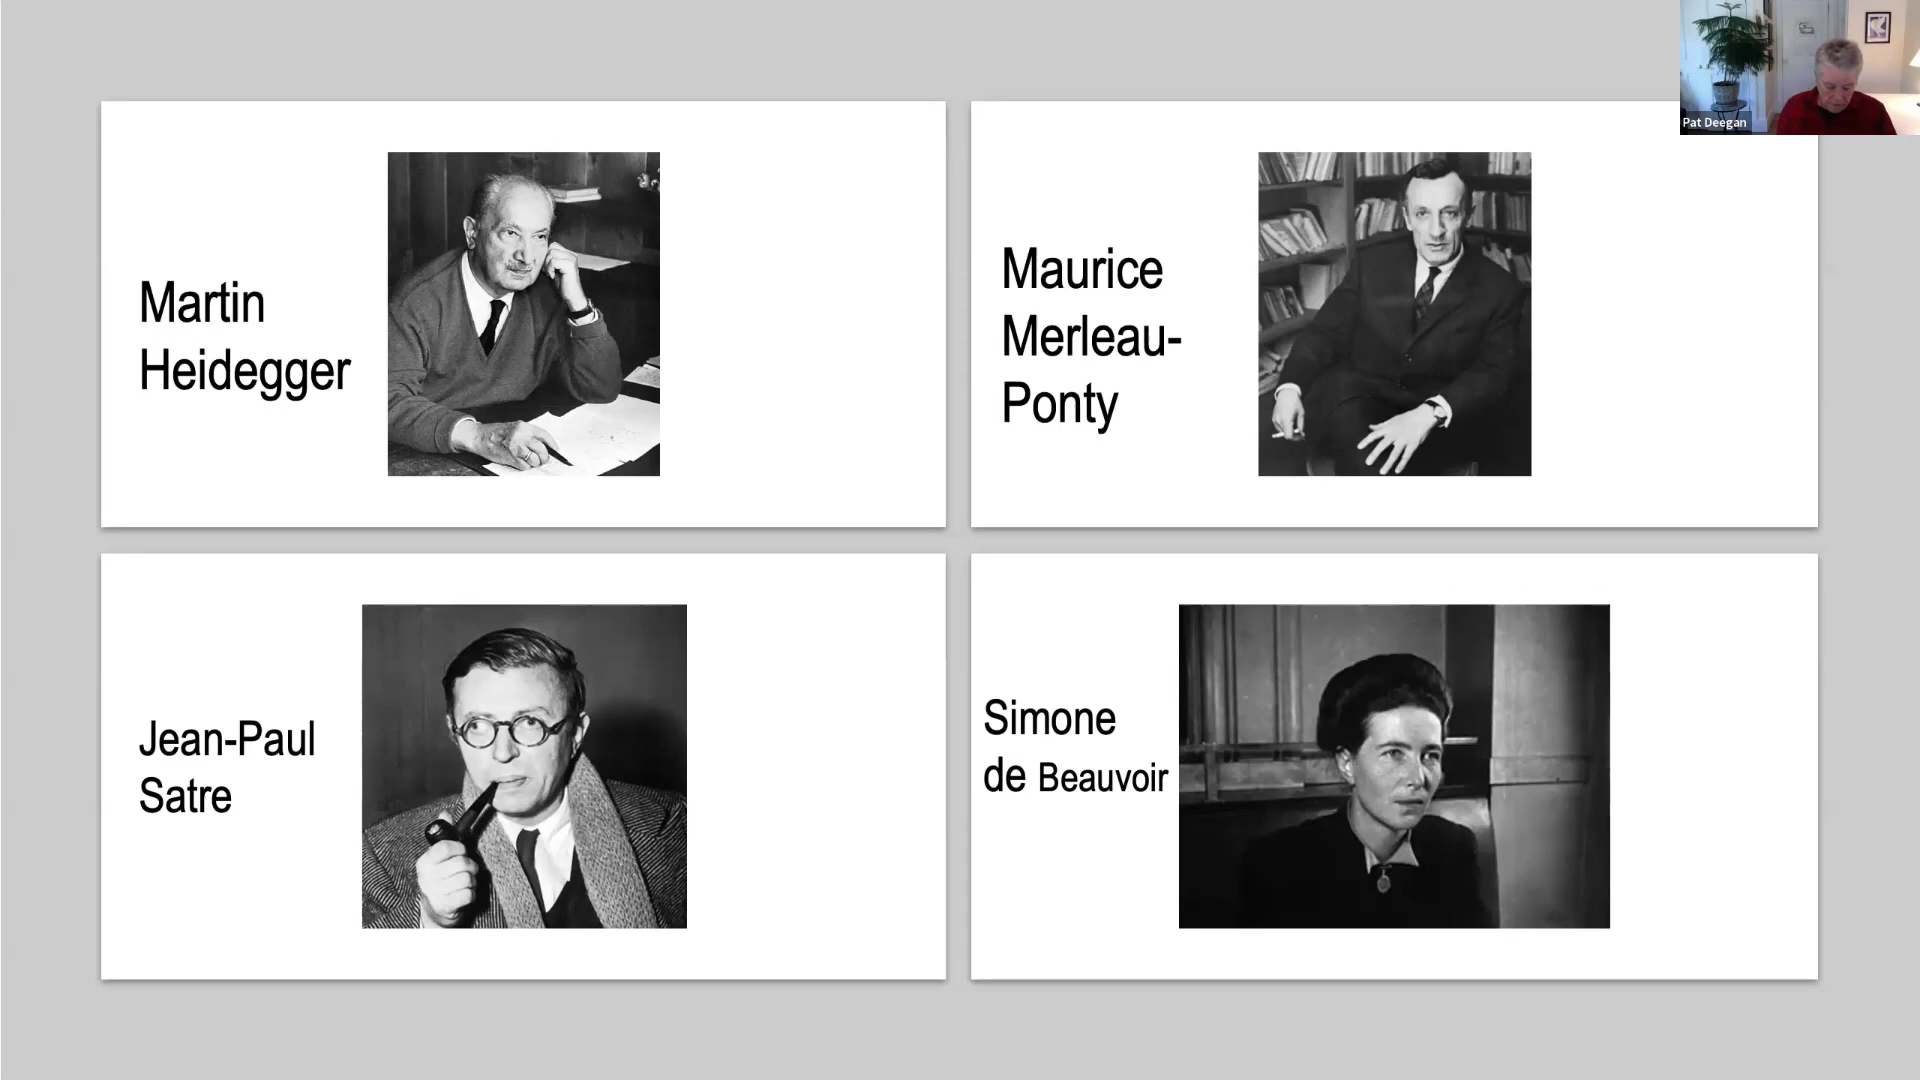 Pat Deegan
Martin
Heidegger
Maurice
Merleau-
Ponty
Jean-Paul
Satre
Simone
de Beauvoir